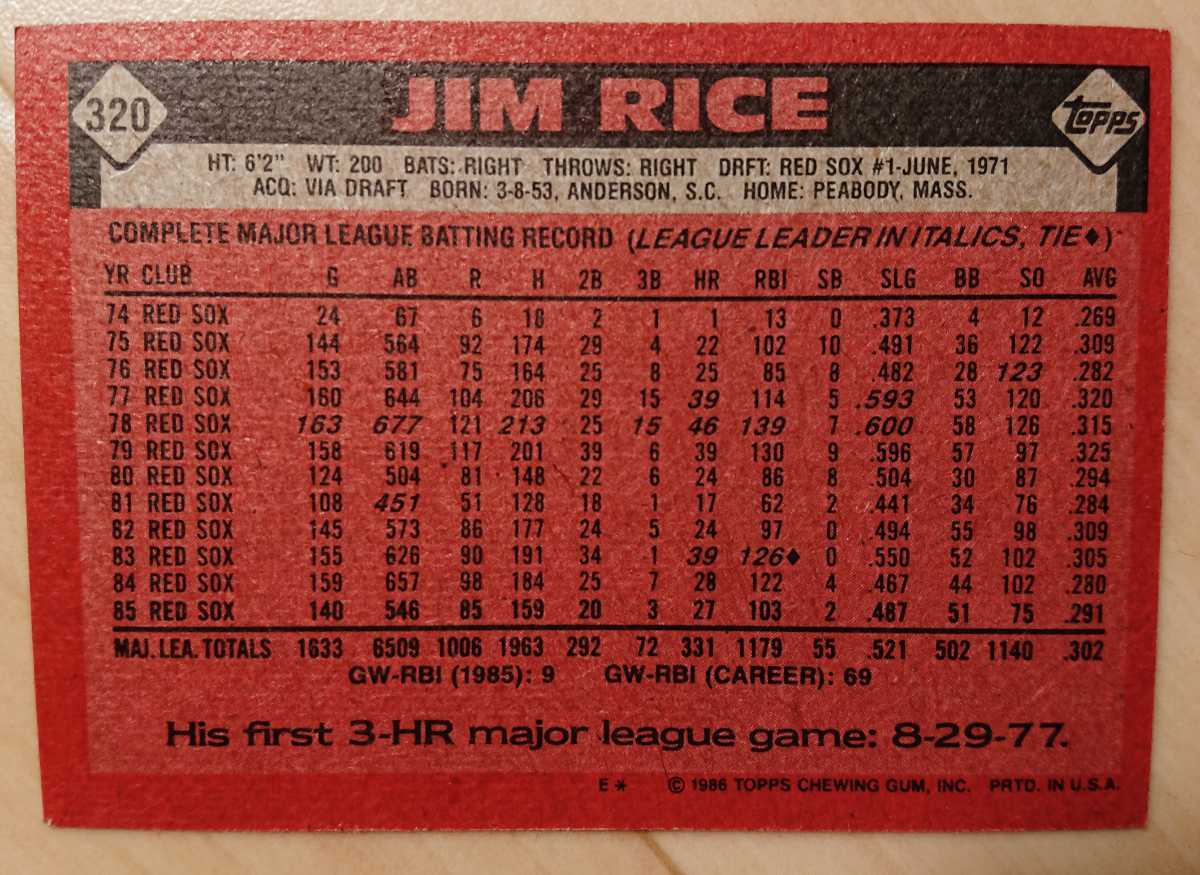 320 JIM RICE TOPPS
HT: 6'2" WT: 200 BATS: RIGHT THROWS: RIGHT DRFT: RED SOX #1-JUNE, 1971
ACQ: VIA DRAFT BORN: 3-8-53, ANDERSON, S.C. HOME: PEABODY, MASS.
COMPLETE MAJOR LEAGUE BATTING RECORD (LEAGUE LEADER IN ITALICS, TIE♦)
YR CLUB G AB R H 2B 3B HR RBI SB SLG BB SO AVG
74 RED SOX 24 67 6 18 2 1 1 13 0 .373 4 12 .269
75 RED SOX 144 564 92 174 29 4 22 102 10 .491 36 122 .309
76 RED SOX 153 581 75 164 25 8 25 85 8 .482 28 123 .282
77 RED SOX 160 644 104 206 29 15 39 114 5 .593 53 120 .320
78 RED SOX 163 677 121 213 25 15 46 139 7 .600 58 126 .315
79 RED SOX 158 619 117 201 39 6 39 130 9 .596 57 97 .325
80 RED SOX 124 504 81 148 22 6 24 86 8 .504 30 87 .294
81 RED SOX 108 451 51 128 18 1 17 62 2 .441 34 76 .284
82 RED SOX 145 573 86 177 24 5 24 97 0 .494 55 98 .309
83 RED SOX 155 626 90 191 34 1 39 126♦ 0 .550 52 102 .305
84 RED SOX 159 657 98 184 25 7 28 122 4 .467 44 102 .280
85 RED SOX 140 546 85 159 20 3 27 103 2 .487 51 75 .291
MAJ. LEA. TOTALS 1633 6509 1006 1963 292 72 331 1179 55 .521 502 1140 .302
GW-RBI (1985): 9 GW-RBI (CAREER): 69
His first 3-HR major league game: 8-29-77.
E * © 1986 TOPPS CHEWING GUM, INC. PRTD. IN U.S.A.